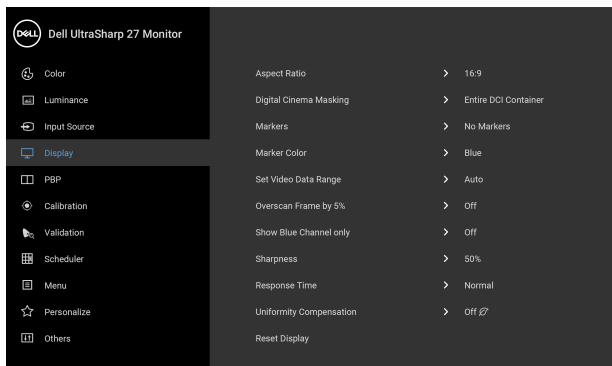 DELL Dell UltraSharp 27 Monitor
Color
Luminance
Input Source
Display
PBP
Calibration
Validation
Scheduler
Menu
Personalize
Others
Aspect Ratio > 16:9
Digital Cinema Masking > Entire DCI Container
Markers > No Markers
Marker Color > Blue
Set Video Data Range > Auto
Overscan Frame by 5% > Off
Show Blue Channel only > Off
Sharpness > 50%
Response Time > Normal
Uniformity Compensation > Off
Reset Display